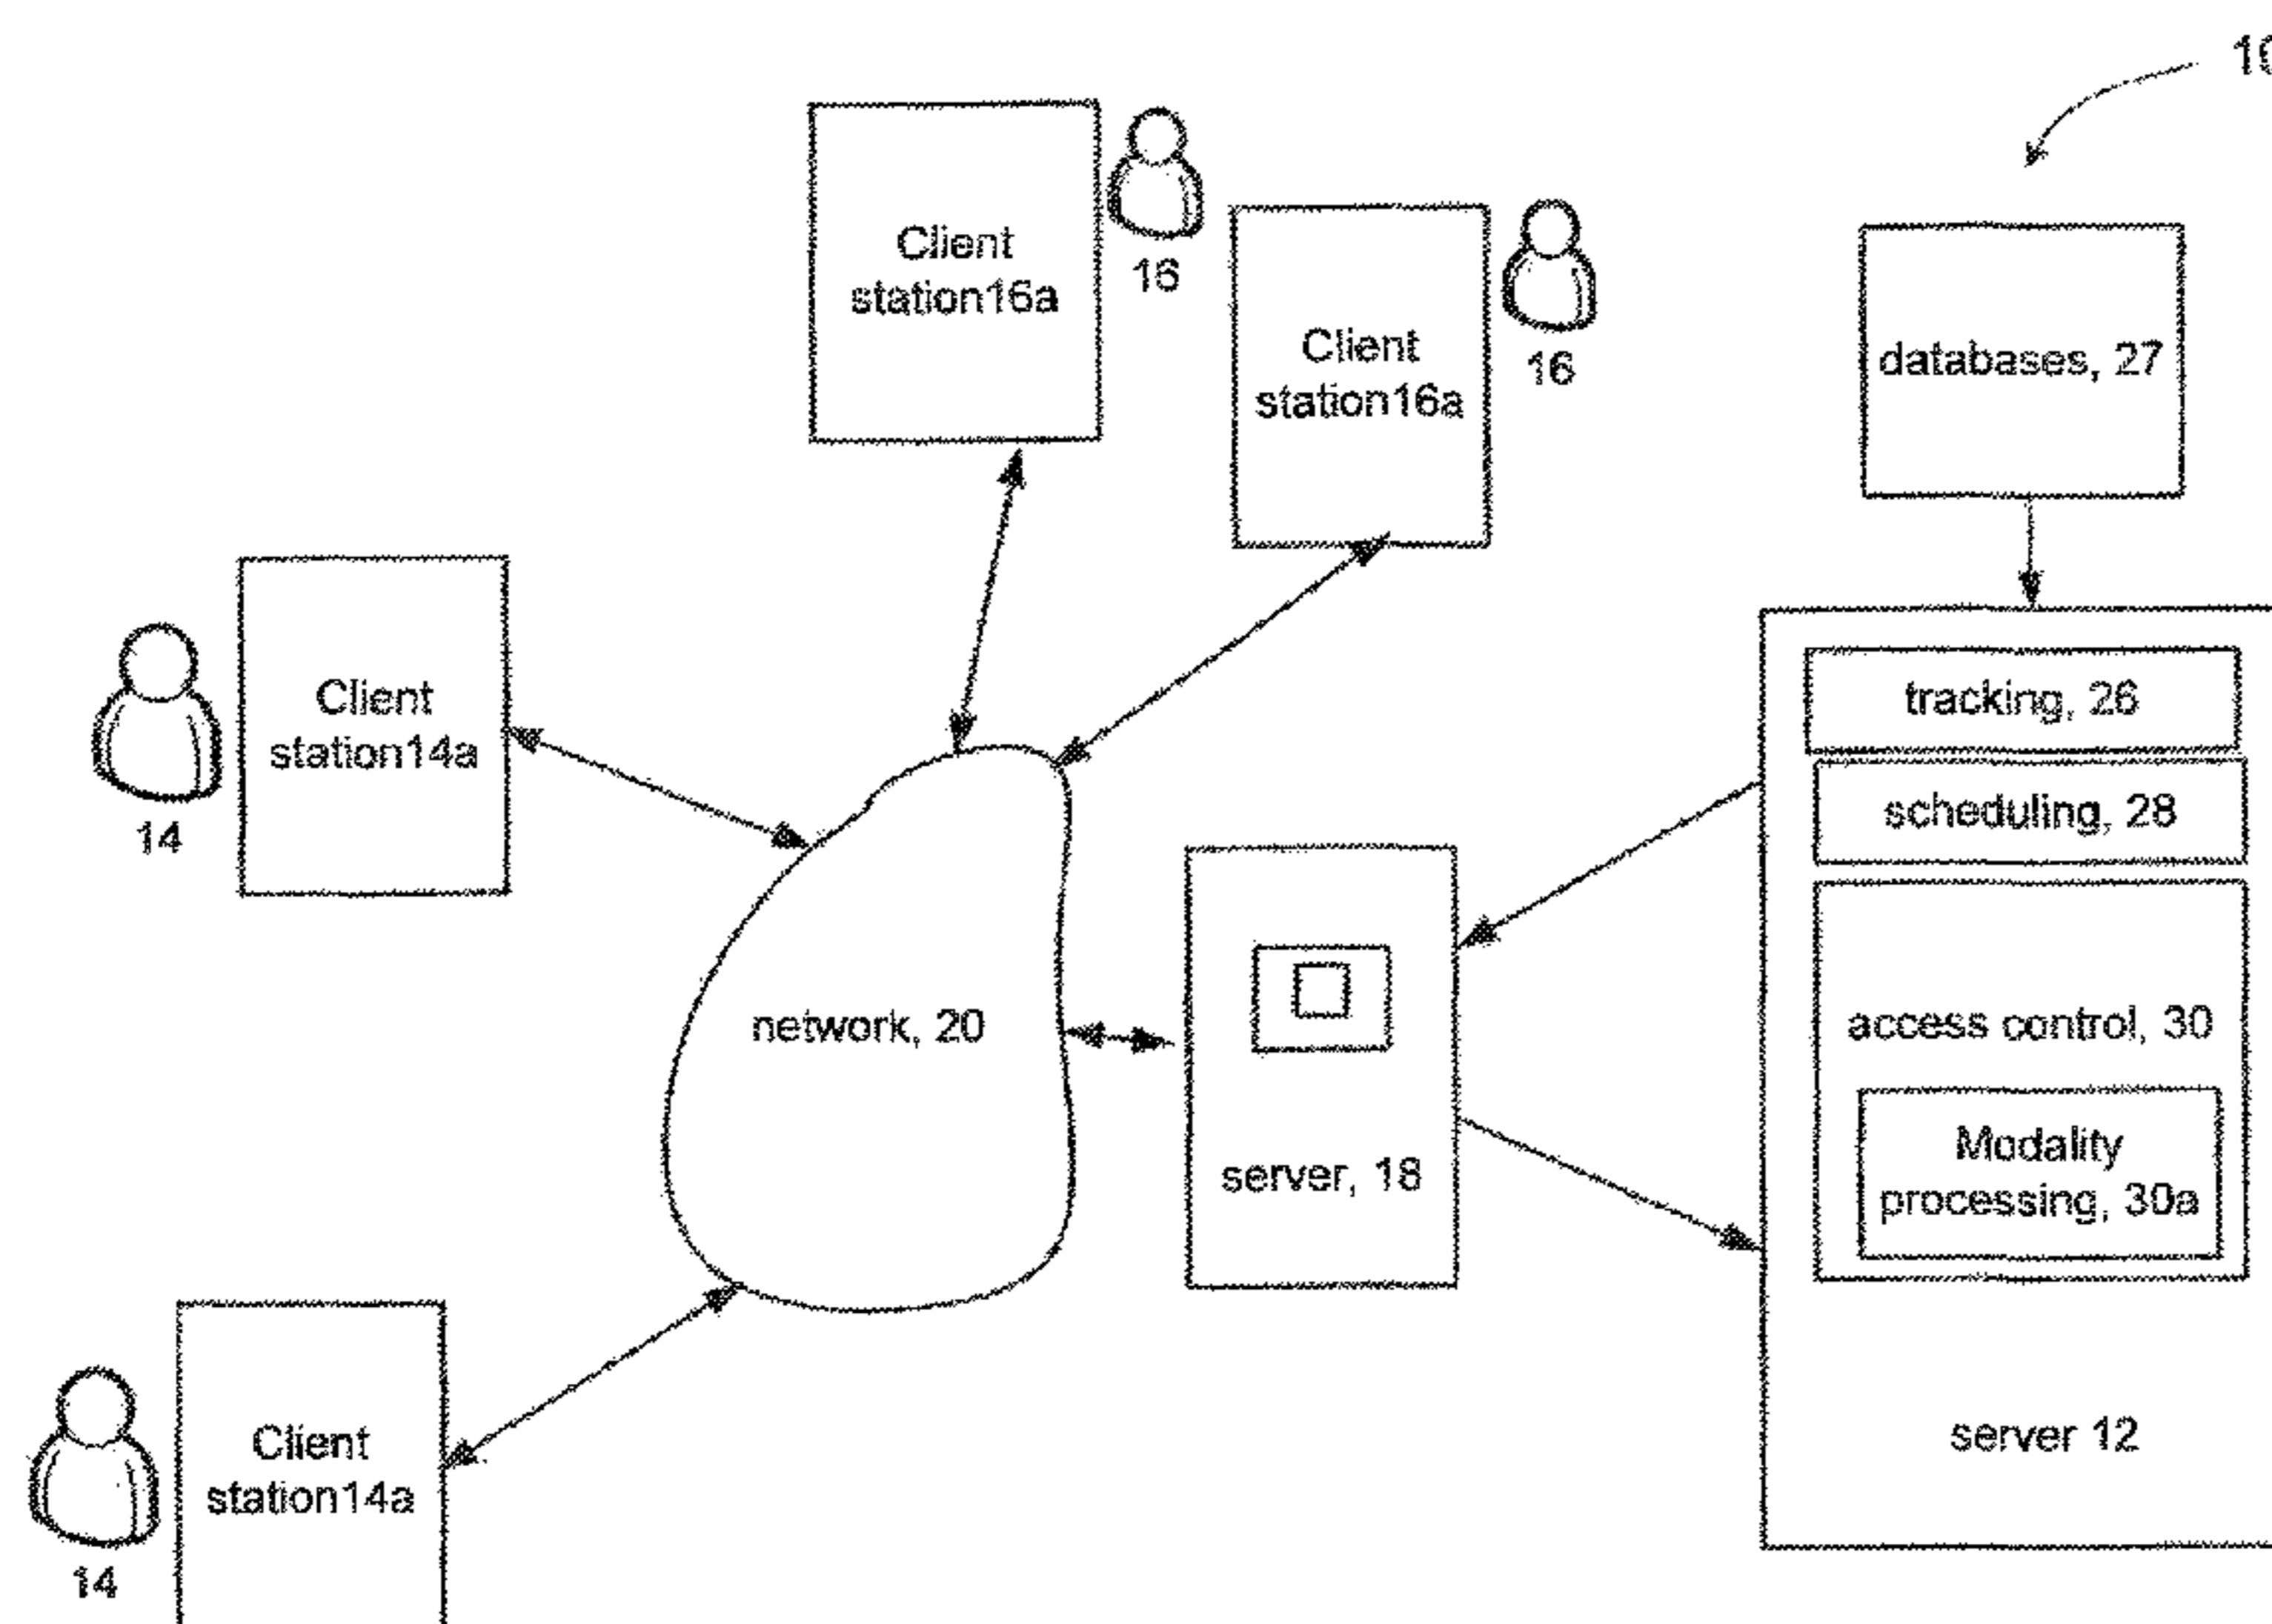 10
Client
station16a
16
Client
station16a
16
databases, 27
Client
station14a
14
tracking, 26
scheduling, 28
access control, 30
Modality
processing, 30a
network, 20
server, 18
server 12
Client
station14a
14